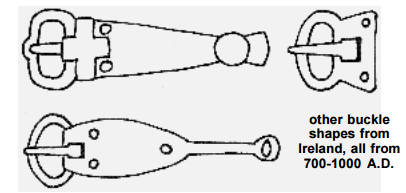 other buckle
shapes from
Ireland, all from
700-1000 A.D.